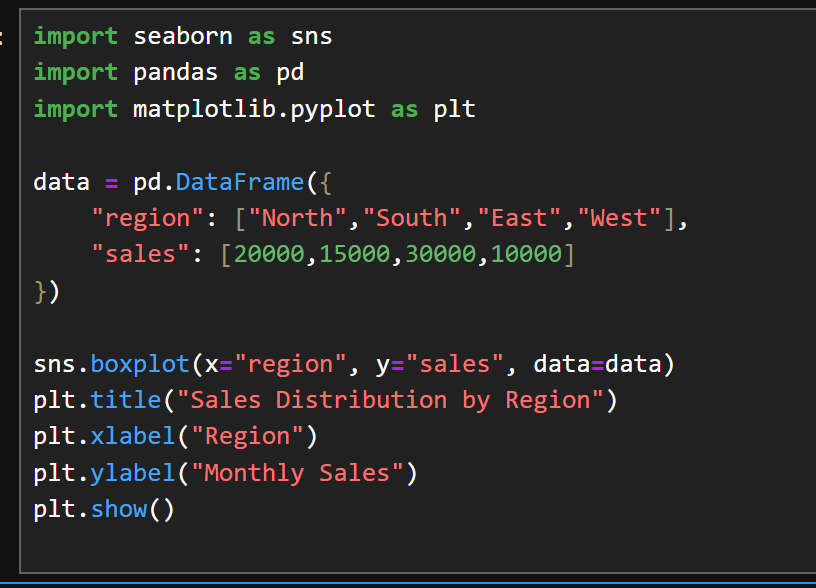 import seaborn as sns
import pandas as pd
import matplotlib.pyplot as plt

data = pd.DataFrame({
    "region": ["North","South","East","West"],
    "sales": [20000,15000,30000,10000]
})

sns.boxplot(x="region", y="sales", data=data)
plt.title("Sales Distribution by Region")
plt.xlabel("Region")
plt.ylabel("Monthly Sales")
plt.show()